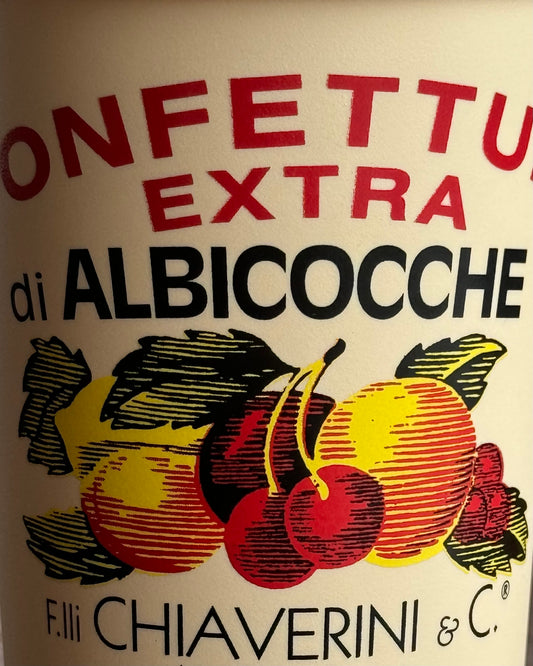 ONFETTU
EXTRA
di ALBICOCCHE
F.lli CHIAVERINI & C.®